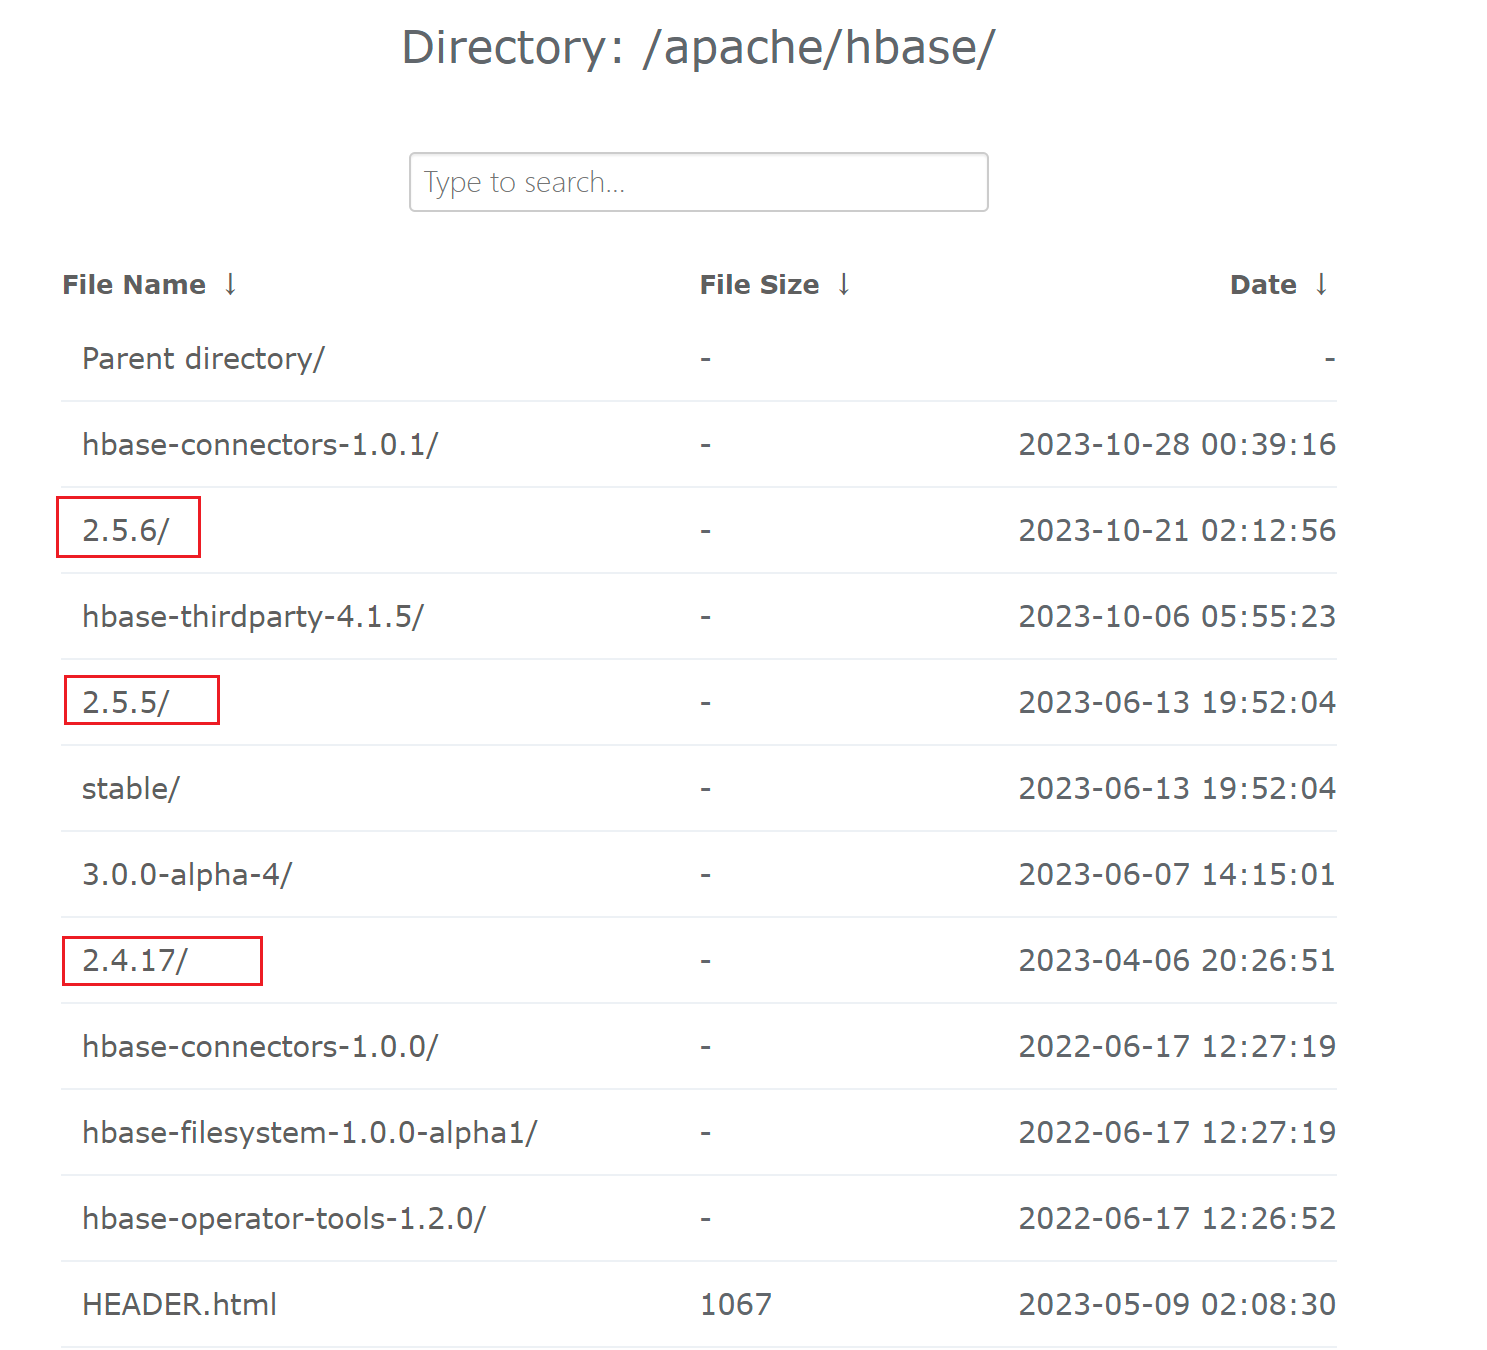 Directory: /apache/hbase/
Type to search...
File Name ↓ File Size ↓ Date ↓
Parent directory/ - -
hbase-connectors-1.0.1/ - 2023-10-28 00:39:16
2.5.6/ - 2023-10-21 02:12:56
hbase-thirdparty-4.1.5/ - 2023-10-06 05:55:23
2.5.5/ - 2023-06-13 19:52:04
stable/ - 2023-06-13 19:52:04
3.0.0-alpha-4/ - 2023-06-07 14:15:01
2.4.17/ - 2023-04-06 20:26:51
hbase-connectors-1.0.0/ - 2022-06-17 12:27:19
hbase-filesystem-1.0.0-alpha1/ - 2022-06-17 12:27:19
hbase-operator-tools-1.2.0/ - 2022-06-17 12:26:52
HEADER.html 1067 2023-05-09 02:08:30